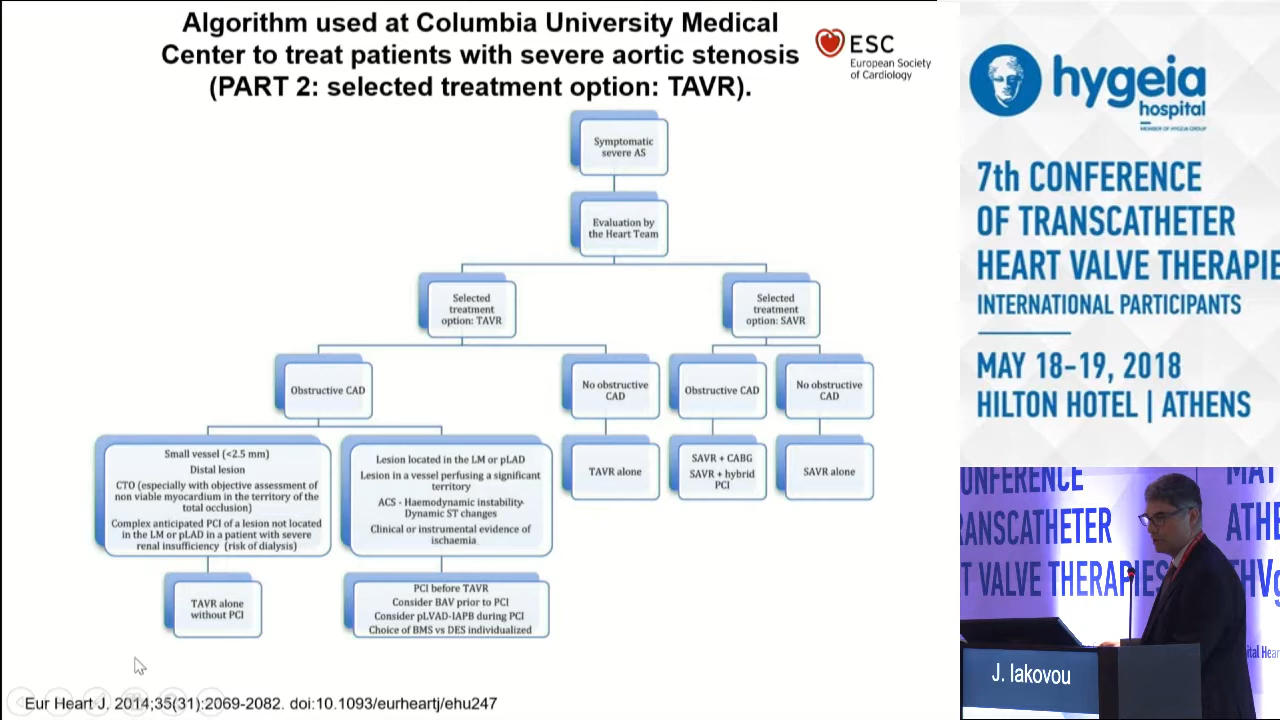 Algorithm used at Columbia University Medical
Center to treat patients with severe aortic stenosis
(PART 2: selected treatment option: TAVR).
ESC
European Society
of Cardiology
Symptomatic
severe AS
Evaluation by
the Heart Team
Selected
treatment
option: TAVR
Selected
treatment
option: SAVR
Obstructive CAD
No obstructive
CAD
Obstructive CAD
No obstructive
CAD
Small vessel (<2.5 mm)
Distal lesion
CTO (especially with objective assessment of
non viable myocardium in the territory of the
total occlusion)
Complex anticipated PCI of a lesion not located
in the LM or pLAD in a patient with severe
renal insufficiency (risk of dialysis)
Lesion located in the LM or pLAD
Lesion in a vessel perfusing a significant
territory
ACS - Haemodynamic instability-
Dynamic ST changes
Clinical or instrumental evidence of
ischaemia
TAVR alone
SAVR + CABG
SAVR + hybrid
PCI
SAVR alone
TAVR alone
without PCI
PCI before TAVR
Consider BAV prior to PCI
Consider pLVAD-IAPB during PCI
Choice of BMS vs DES individualized
Eur Heart J. 2014;35(31):2069-2082. doi:10.1093/eurheartj/ehu247
hygeia
hospital
MEMBER OF HYGEIA GROUP
7th CONFERENCE
OF TRANSCATHETER
HEART VALVE THERAPIE
INTERNATIONAL PARTICIPANTS
MAY 18-19, 2018
HILTON HOTEL | ATHENS
ONFERENCE
RANSCATHETER
T VALVE THERAPIES
MAY
ATHE
THVg
ital Hear
J. Iakovou